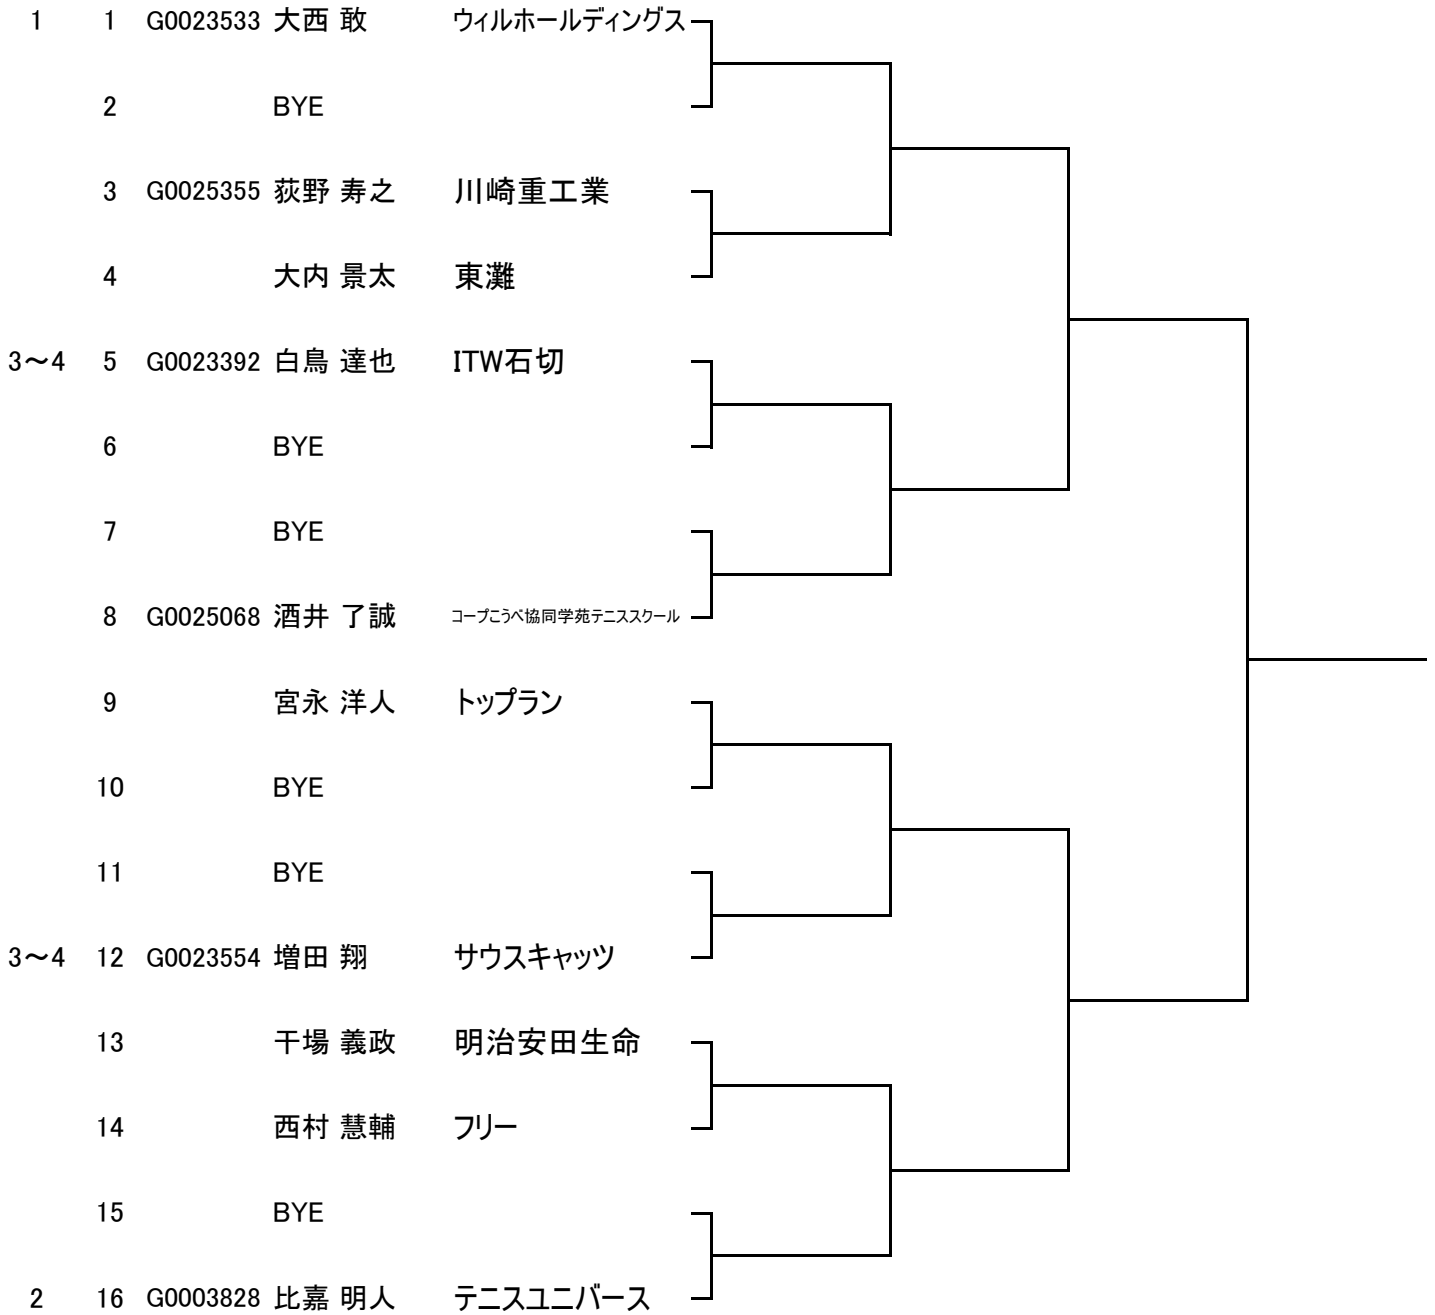 1 1 G0023533 大西 敢 ウィルホールディングス
2 BYE
3 G0025355 荻野 寿之 川崎重工業
4 大内 景太 東灘
3～4 5 G0023392 白鳥 達也 ITW石切
6 BYE
7 BYE
8 G0025068 酒井 了誠 コープこうべ協同学苑テニススクール
9 宮永 洋人 トップラン
10 BYE
11 BYE
3～4 12 G0023554 増田 翔 サウスキャッツ
13 干場 義政 明治安田生命
14 西村 慧輔 フリー
15 BYE
2 16 G0003828 比嘉 明人 テニスユニバース